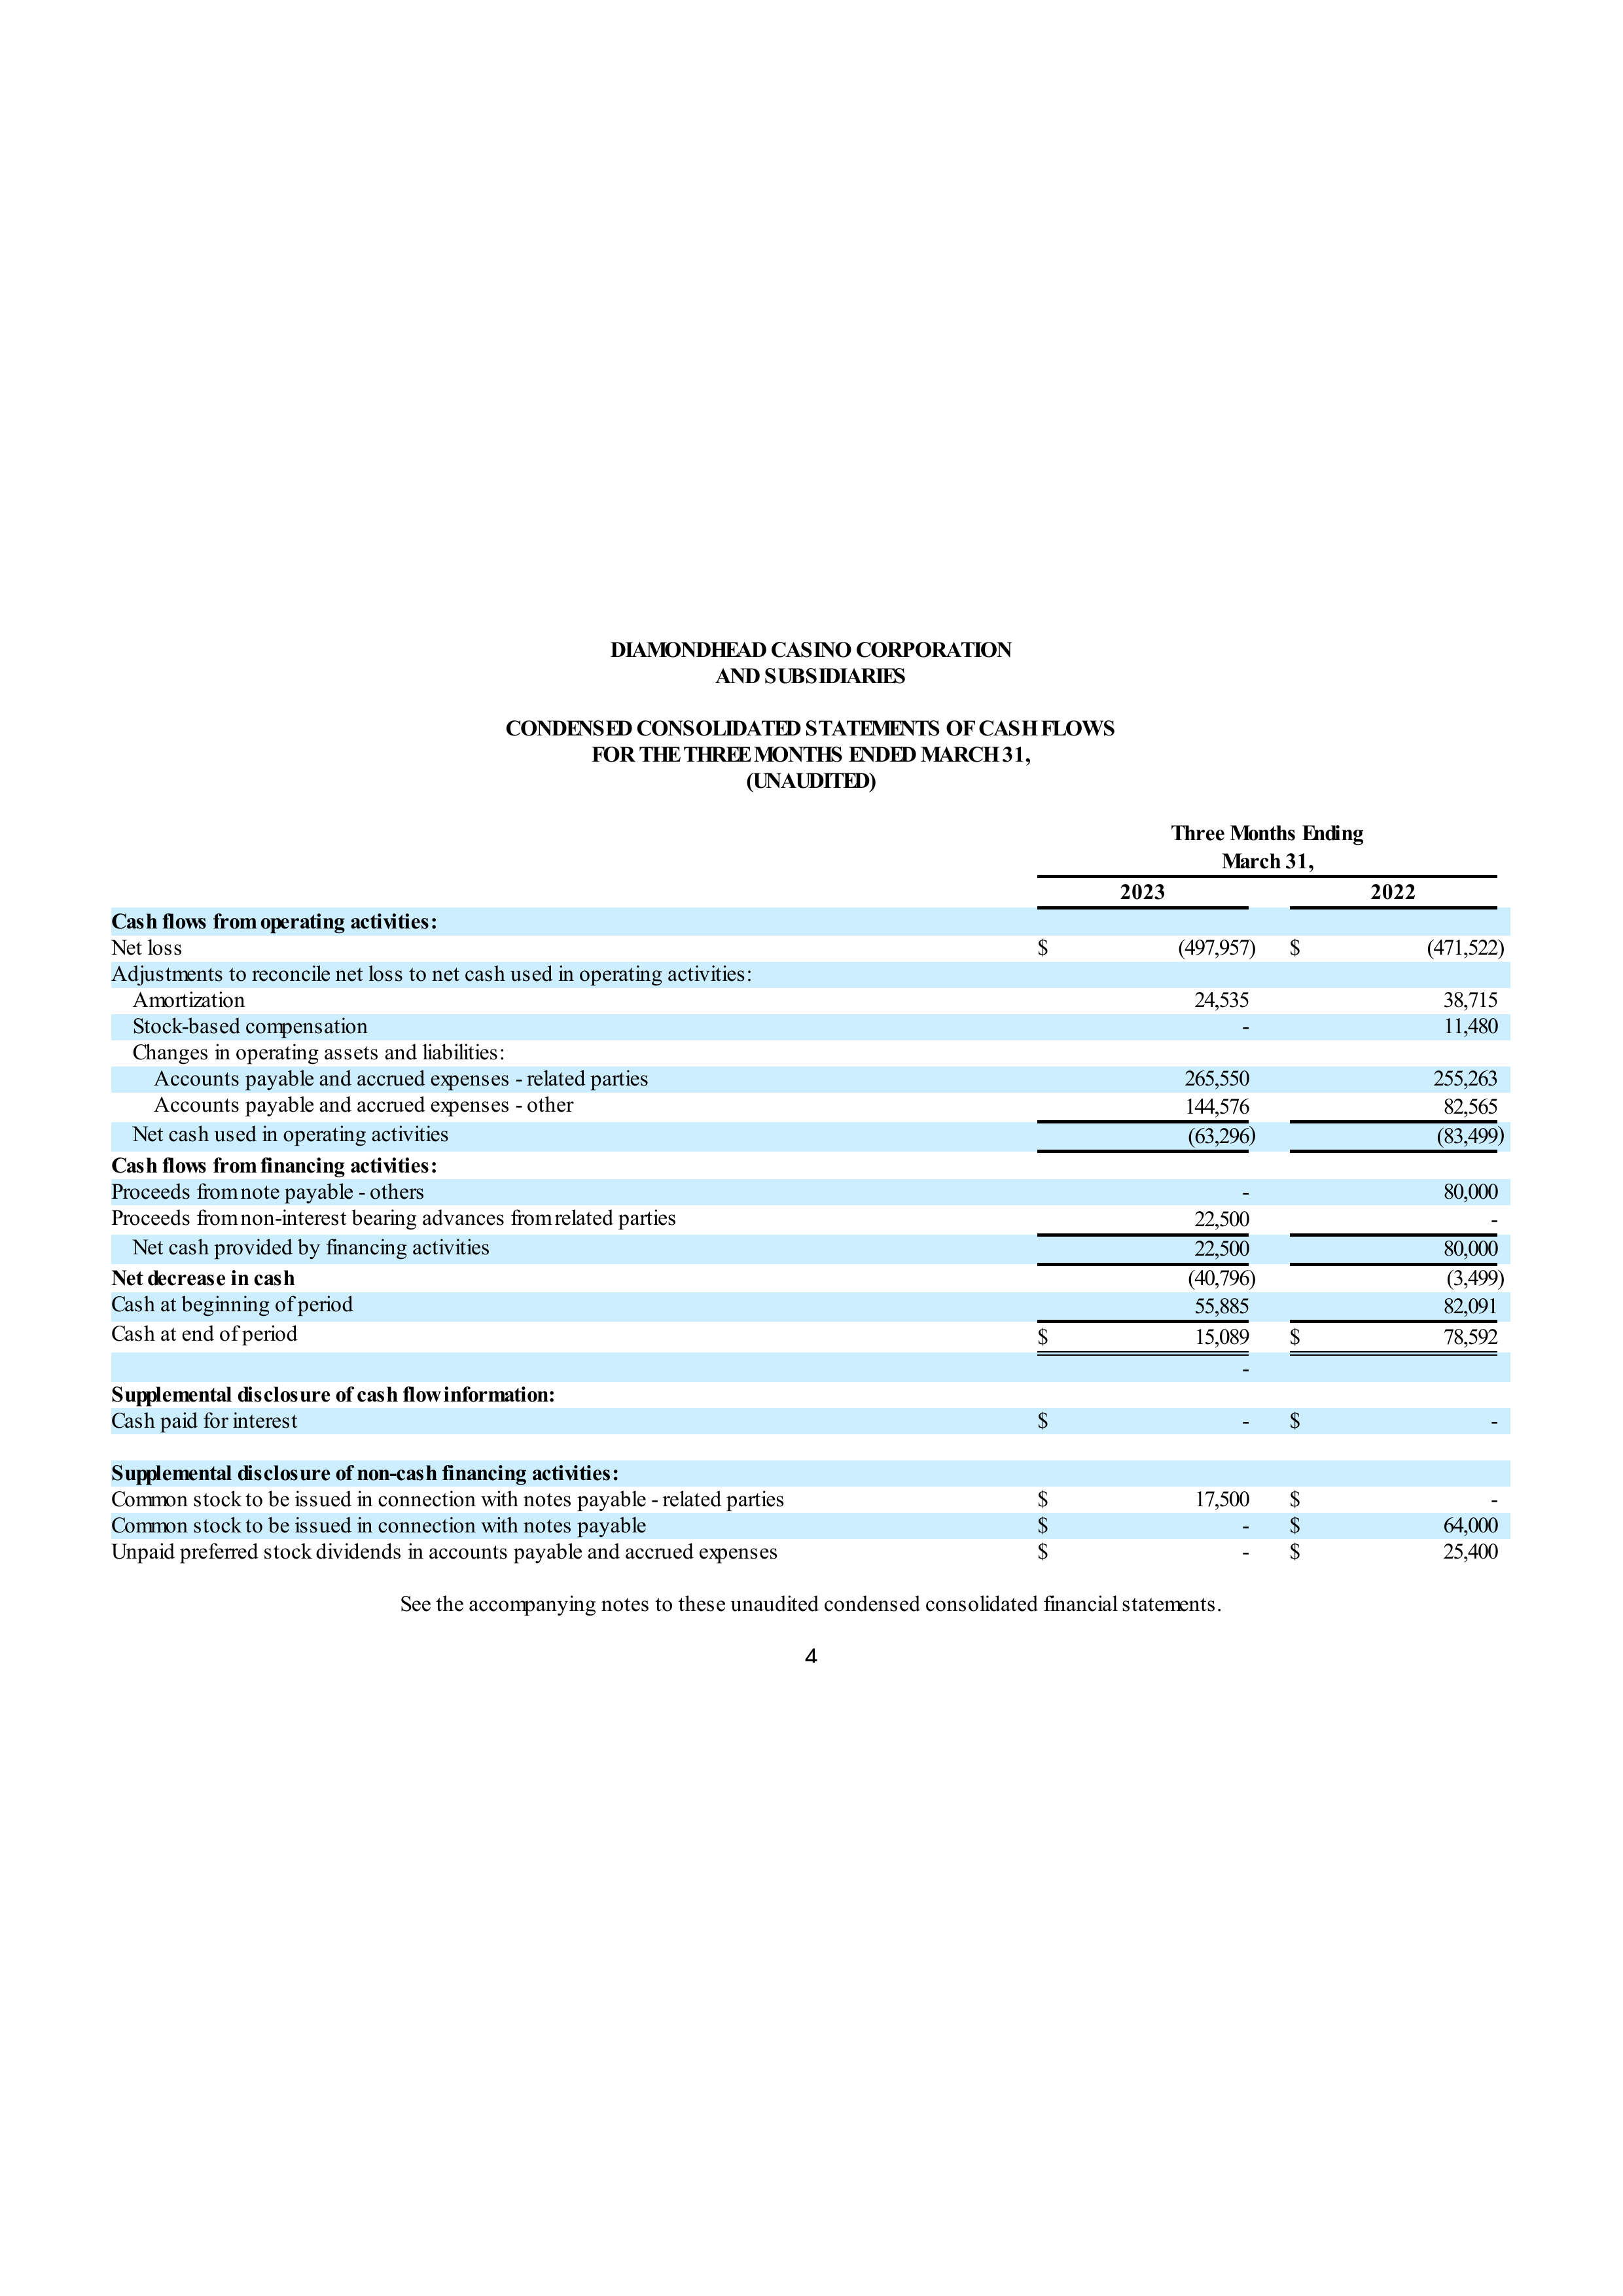 DIAMONDHEAD CASINO CORPORATION
AND SUBSIDIARIES
CONDENSED CONSOLIDATED STATEMENTS OF CASH FLOWS
FOR THE THREE MONTHS ENDED MARCH 31,
(UNAUDITED)
Three Months Ending
March 31,
2023 2022
Cash flows from operating activities:
Net loss $ (497,957) $ (471,522)
Adjustments to reconcile net loss to net cash used in operating activities:
Amortization 24,535 38,715
Stock-based compensation - 11,480
Changes in operating assets and liabilities:
Accounts payable and accrued expenses - related parties 265,550 255,263
Accounts payable and accrued expenses - other 144,576 82,565
Net cash used in operating activities (63,296) (83,499)
Cash flows from financing activities:
Proceeds from note payable - others - 80,000
Proceeds from non-interest bearing advances from related parties 22,500 -
Net cash provided by financing activities 22,500 80,000
Net decrease in cash (40,796) (3,499)
Cash at beginning of period 55,885 82,091
Cash at end of period $ 15,089 $ 78,592
-
Supplemental disclosure of cash flow information:
Cash paid for interest $ - $ -
Supplemental disclosure of non-cash financing activities:
Common stock to be issued in connection with notes payable - related parties $ 17,500 $ -
Common stock to be issued in connection with notes payable $ - $ 64,000
Unpaid preferred stock dividends in accounts payable and accrued expenses $ - $ 25,400
See the accompanying notes to these unaudited condensed consolidated financial statements.
4